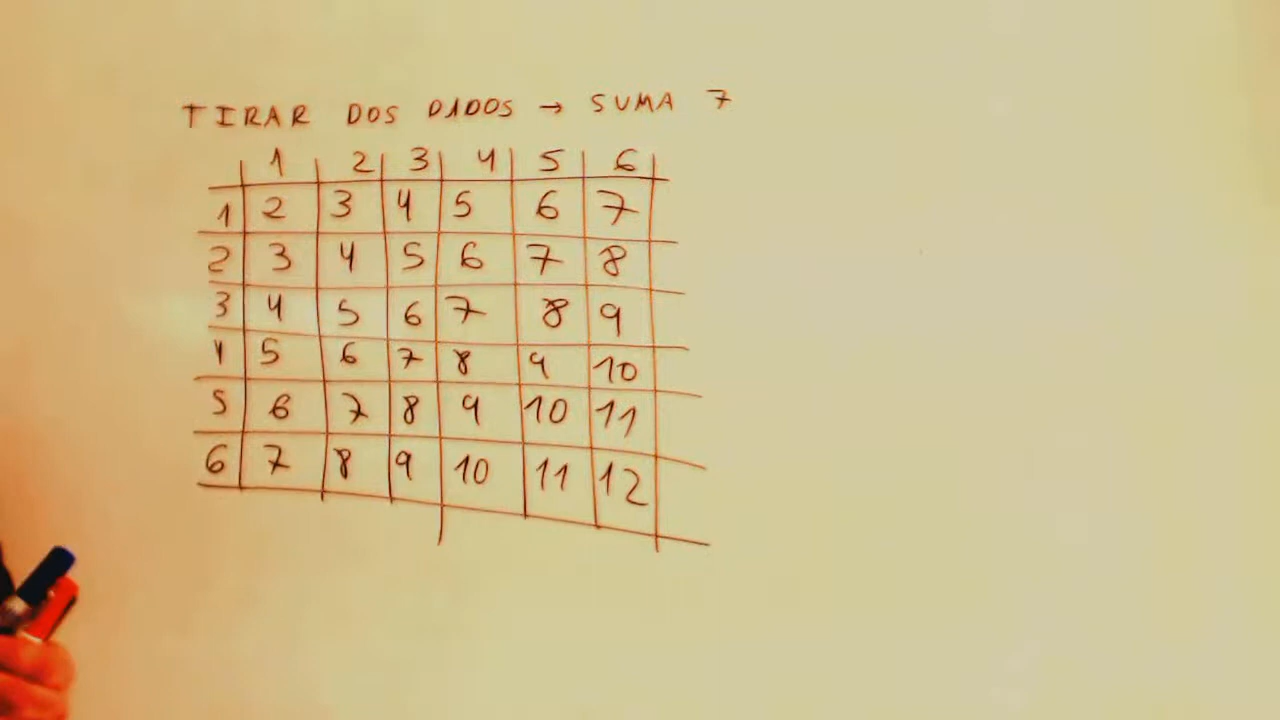 TIRAR DOS DADOS → SUMA 7
1 2 3 4 5 6
1 2 3 4 5 6 7
2 3 4 5 6 7 8
3 4 5 6 7 8 9
4 5 6 7 8 9 10
5 6 7 8 9 10 11
6 7 8 9 10 11 12